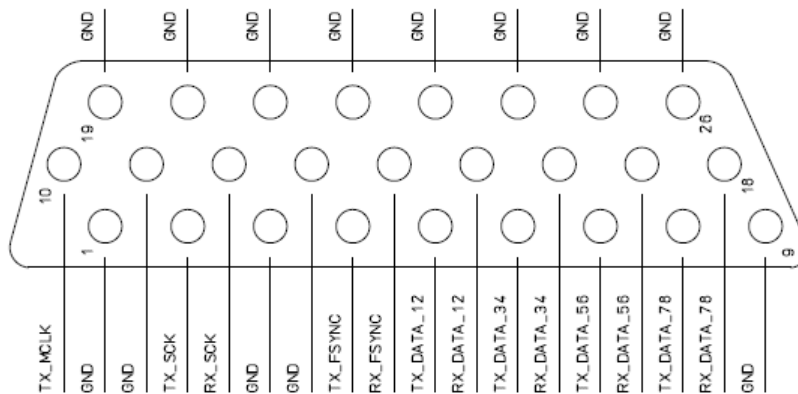 GND GND GND GND GND GND GND GND
19 26
10 18
1 9
TX_MCLK GND GND TX_SCK RX_SCK GND GND TX_FSYNC RX_FSYNC TX_DATA_12 RX_DATA_12 TX_DATA_34 RX_DATA_34 TX_DATA_56 RX_DATA_56 TX_DATA_78 RX_DATA_78 GND